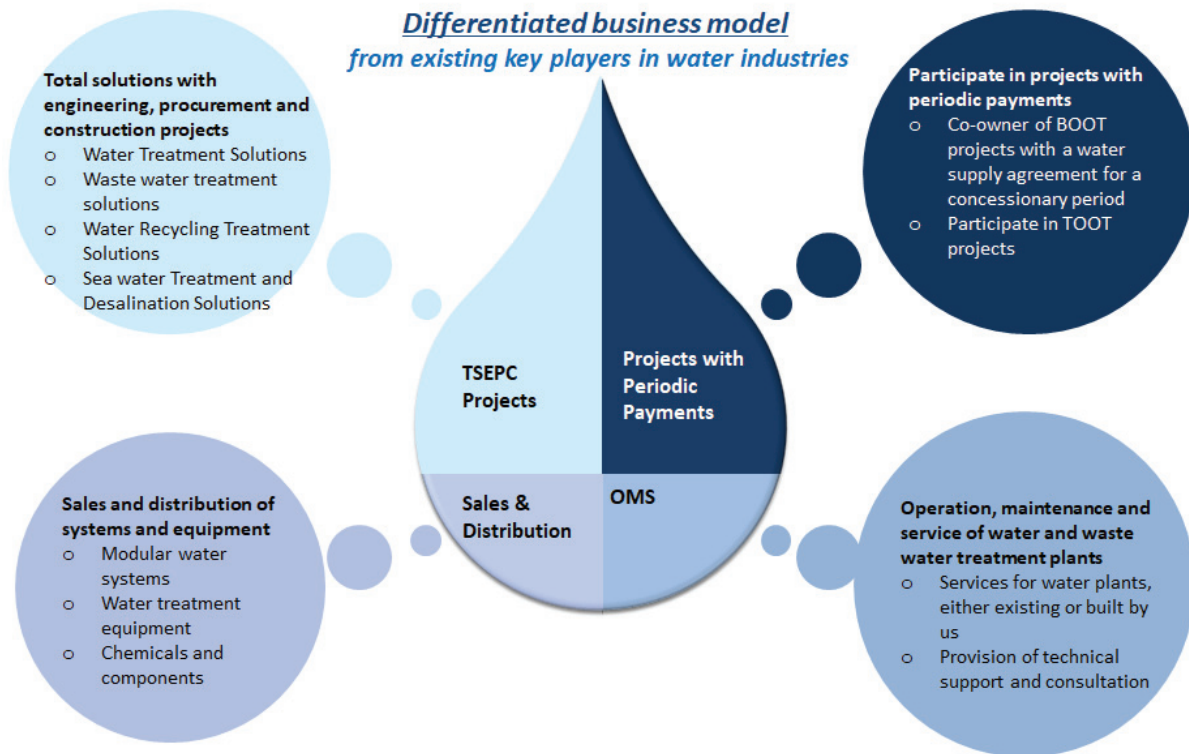 Differentiated business model
from existing key players in water industries
Total solutions with
engineering, procurement and
construction projects
o Water Treatment Solutions
o Waste water treatment
solutions
o Water Recycling Treatment
Solutions
o Sea water Treatment and
Desalination Solutions
Participate in projects with
periodic payments
o Co-owner of BOOT
projects with a water
supply agreement for a
concessionary period
o Participate in TOOT
projects
TSEPC
Projects
Projects with
Periodic
Payments
Sales &
Distribution
OMS
Sales and distribution of
systems and equipment
o Modular water
systems
o Water treatment
equipment
o Chemicals and
components
Operation, maintenance and
service of water and waste
water treatment plants
o Services for water plants,
either existing or built by
us
o Provision of technical
support and consultation